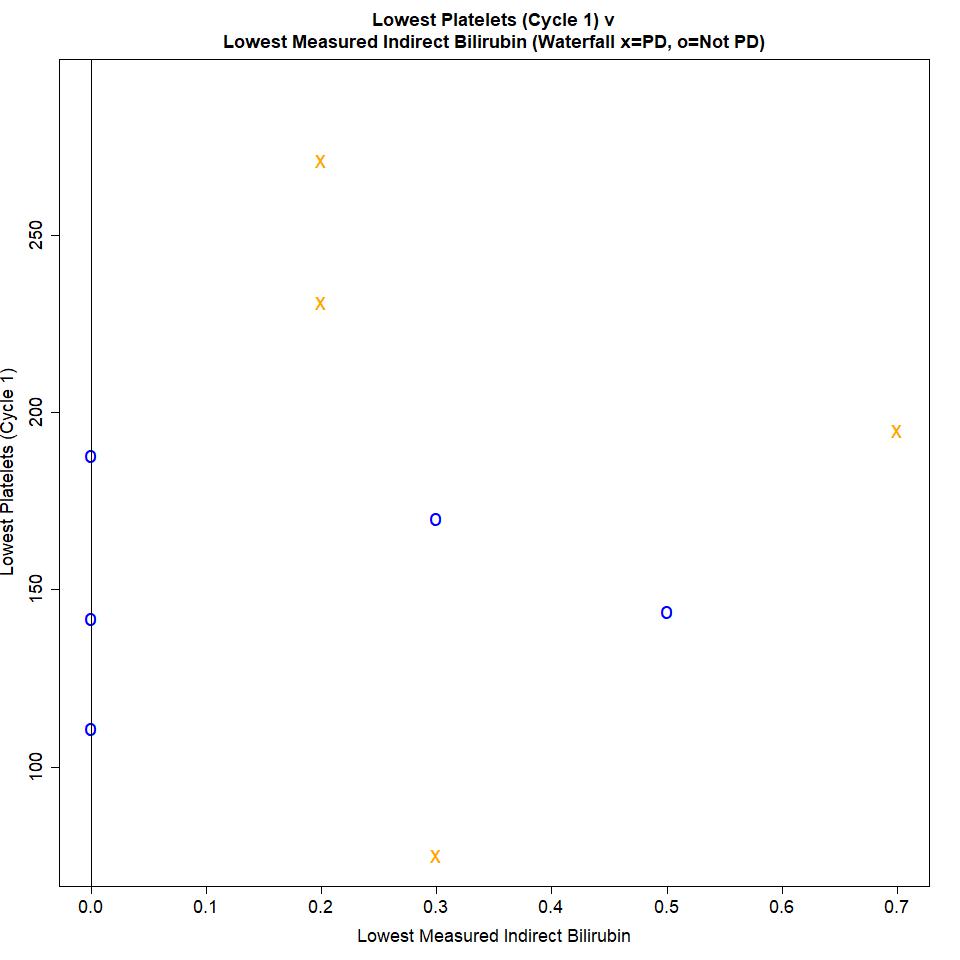 Lowest Platelets (Cycle 1) v
Lowest Measured Indirect Bilirubin (Waterfall x=PD, o=Not PD)
Lowest Platelets (Cycle 1)
250
200
150
100
x
x
x
o
o
o
o
o
x
0.0 0.1 0.2 0.3 0.4 0.5 0.6 0.7
Lowest Measured Indirect Bilirubin